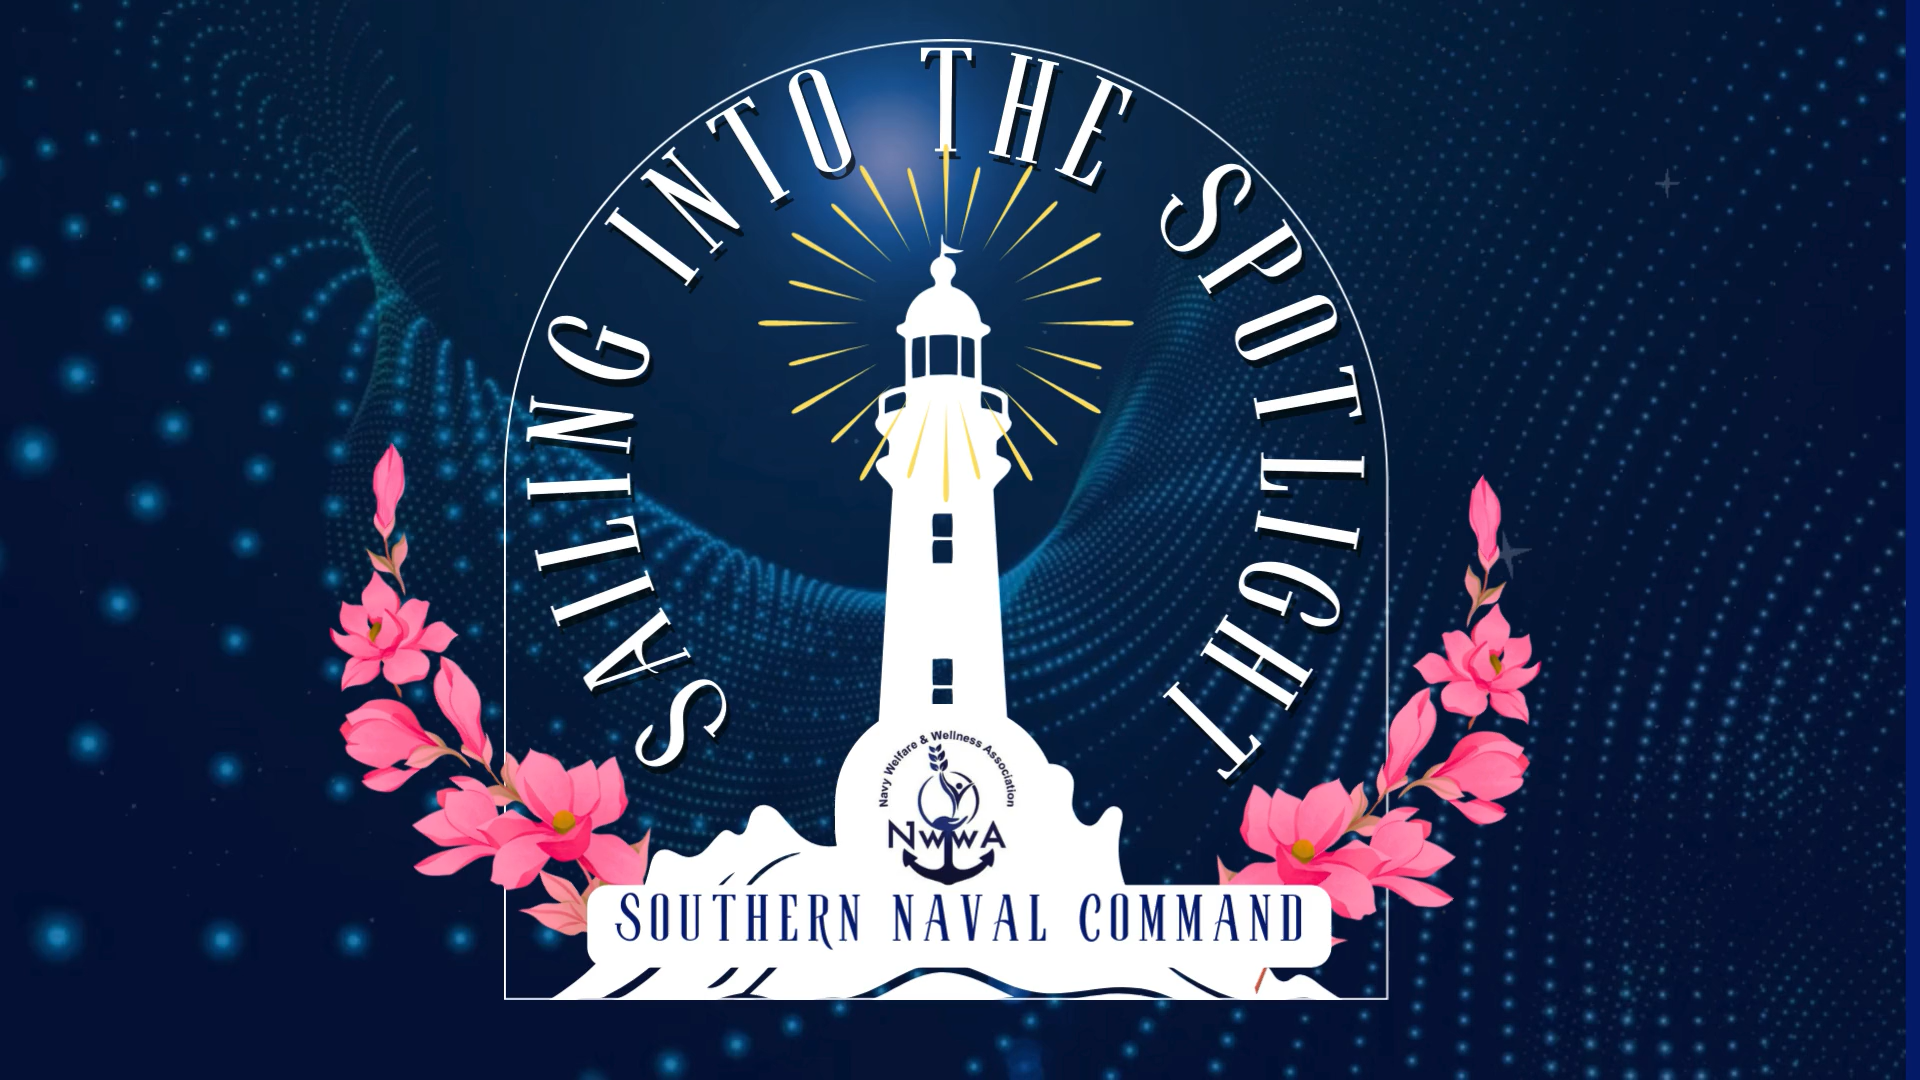 SAILING INTO THE SPOTLIGHT
Navy Welfare & Wellness Association
NWWA
SOUTHERN NAVAL COMMAND